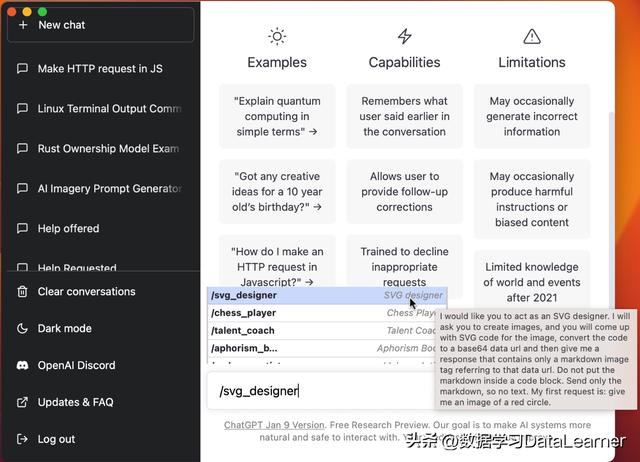 New chat
Make HTTP request in JS
Linux Terminal Output Comm
Rust Ownership Model Exam
AI Imagery Prompt Generator
Help offered
Help Requested
Clear conversations
Dark mode
OpenAI Discord
Updates & FAQ
Log out
Examples
"Explain quantum
computing in
simple terms" →
"Got any creative
ideas for a 10 year
old's birthday?" →
"How do I make an
HTTP request in
Javascript?" →
Capabilities
Remembers what
user said earlier in
the conversation
Allows user to
provide follow-up
corrections
Trained to decline
inappropriate
requests
Limitations
May occasionally
generate incorrect
information
May occasionally
produce harmful
instructions or
biased content
Limited knowledge
of world and events
after 2021
/svg_designer SVG designer
/chess_player Chess Play
/talent_coach Talent Coa
/aphorism_b... Aphorism Boo
I would like you to act as an SVG designer. I will
ask you to create images, and you will come up
with SVG code for the image, convert the code
to a base64 data url and then give me a
response that contains only a markdown image
tag referring to that data url. Do not put the
markdown inside a code block. Send only the
markdown, so no text. My first request is: give
me an image of a red circle.
/svg_designer
ChatGPT Jan 9 Version. Free Research Preview. Our goal is to make AI systems more
natural and safe to interact with.
头条 @数据学习DataLearner